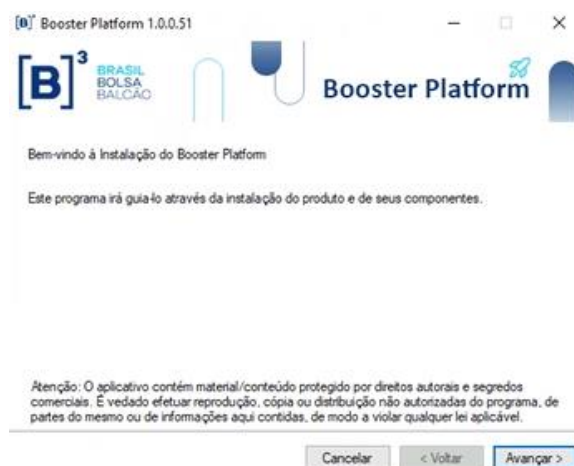 [B]³ Booster Platform 1.0.0.51
[B]³ BRASIL
BOLSA
BALCÃO
Booster Platform
Bem-vindo à Instalação do Booster Platform
Este programa irá guia-lo através da instalação do produto e de seus componentes.
Atenção: O aplicativo contém material/conteúdo protegido por direitos autorais e segredos
comerciais. É vedado efetuar reprodução, cópia ou distribuição não autorizadas do programa, de
partes do mesmo ou de informações aqui contidas, de modo a violar qualquer lei aplicável.
Cancelar < Voltar Avançar >